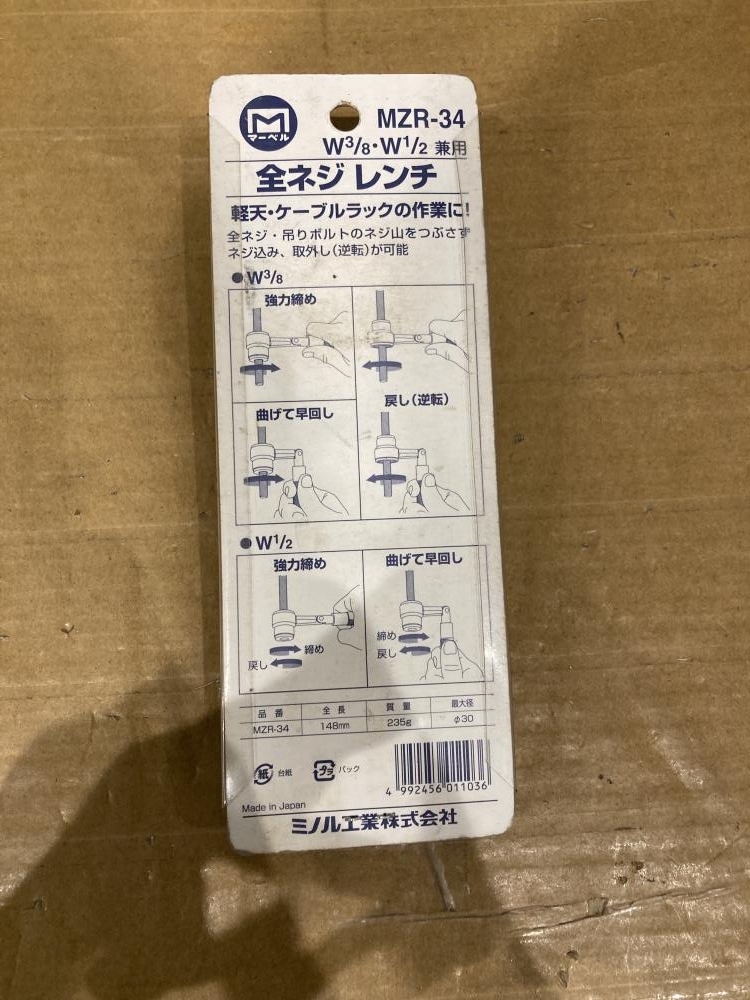 M
マーベル
MZR-34
W3/8・W1/2 兼用
全ネジ レンチ
軽天・ケーブルラックの作業に!
全ネジ・吊りボルトのネジ山をつぶさず
ネジ込み、取外し(逆転)が可能
●W3/8
強力締め
曲げて早回し
戻し(逆転)
●W1/2
強力締め
締め
戻し
曲げて早回し
締め
戻し
品番 全長 質量 最大径
MZR-34 148mm 235g φ30
紙 台紙
プラ パック
4 992456 011036
Made in Japan
ミノル工業株式会社